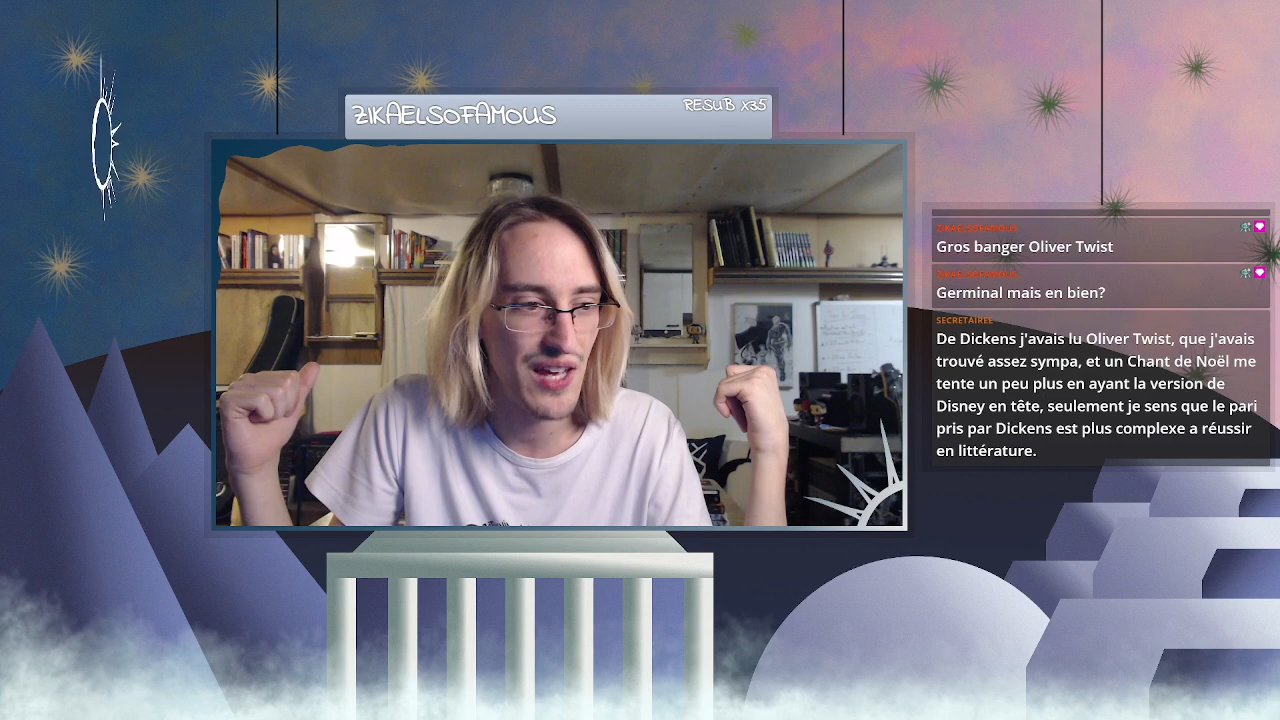 ZIKAELSOFAMOUS
RESUB X35
ZIKAELSOFAMOUS
Gros banger Oliver Twist
ZIKAELSOFAMOUS
Germinal mais en bien?
SECRETAIREE
De Dickens j'avais lu Oliver Twist, que j'avais
trouvé assez sympa, et un Chant de Noël me
tente un peu plus en ayant la version de
Disney en tête, seulement je sens que le pari
pris par Dickens est plus complexe a réussir
en littérature.